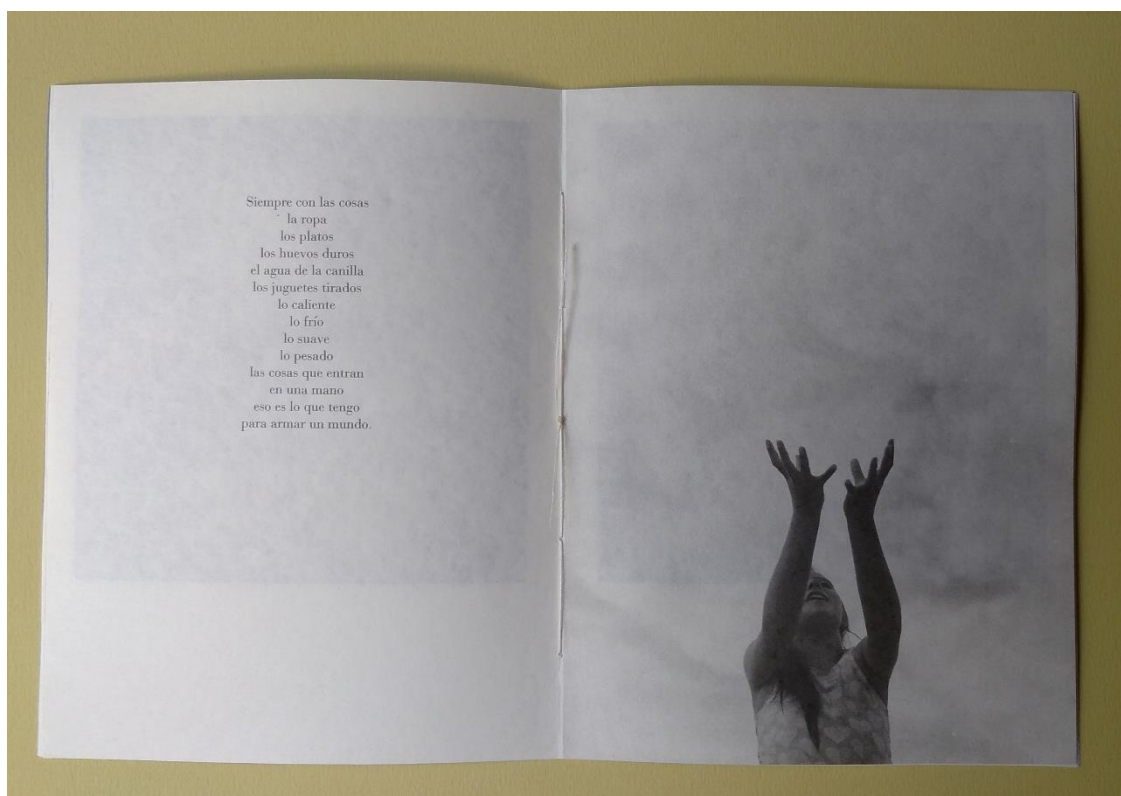 Siempre con las cosas
la ropa
los platos
los huevos duros
el agua de la canilla
los juguetes tirados
lo caliente
lo frío
lo suave
lo pesado
las cosas que entran
en una mano
eso es lo que tengo
para armar un mundo.